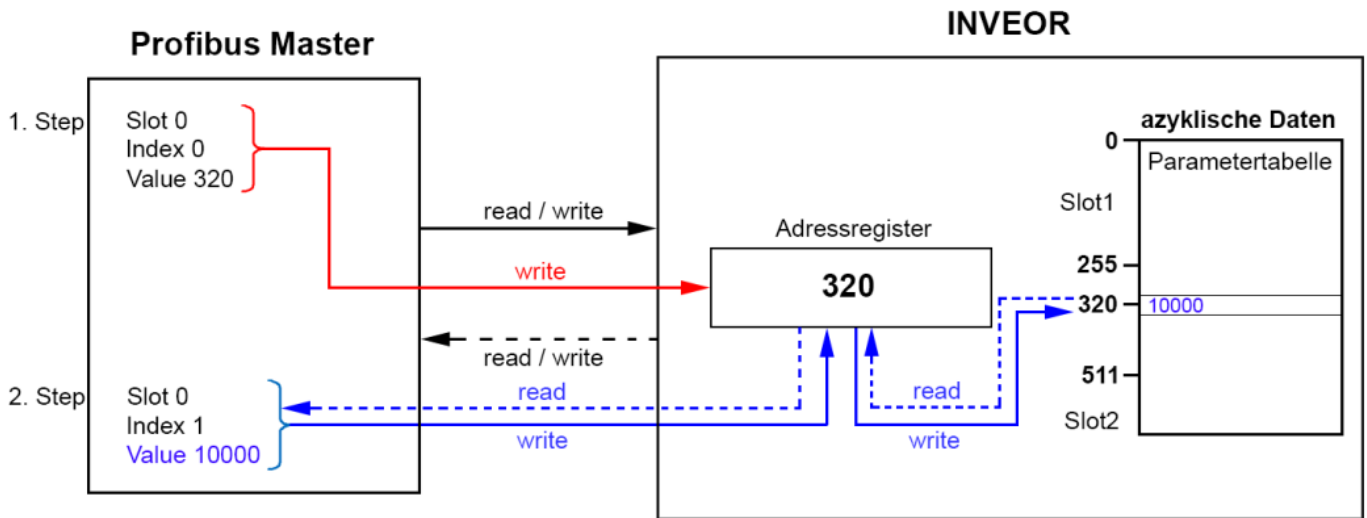 Profibus Master
INVEOR
1. Step
Slot 0
Index 0
Value 320
read / write
write
read / write
2. Step
Slot 0
Index 1
Value 10000
read
write
Adressregister
320
read
write
azyklische Daten
0
Parametertabelle
Slot1
255
320
10000
511
Slot2